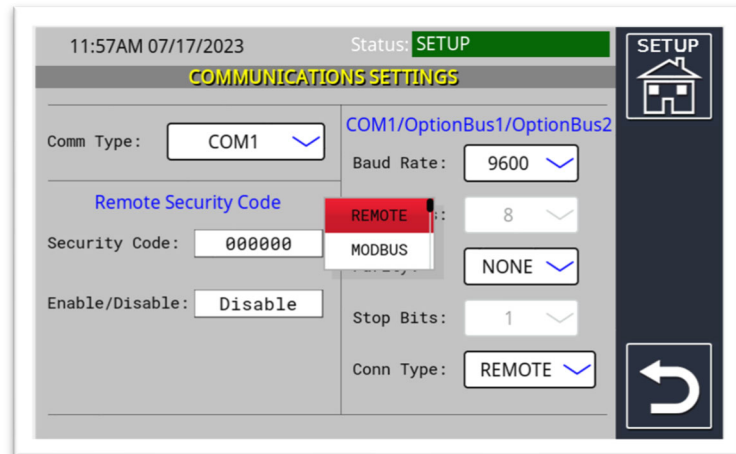 11:57AM 07/17/2023
Status: SETUP
SETUP
COMMUNICATIONS SETTINGS
Comm Type: COM1
COM1/OptionBus1/OptionBus2
Baud Rate: 9600
Remote Security Code
REMOTE
: 8
Security Code: 000000
MODBUS
NONE
Enable/Disable: Disable
Stop Bits: 1
Conn Type: REMOTE